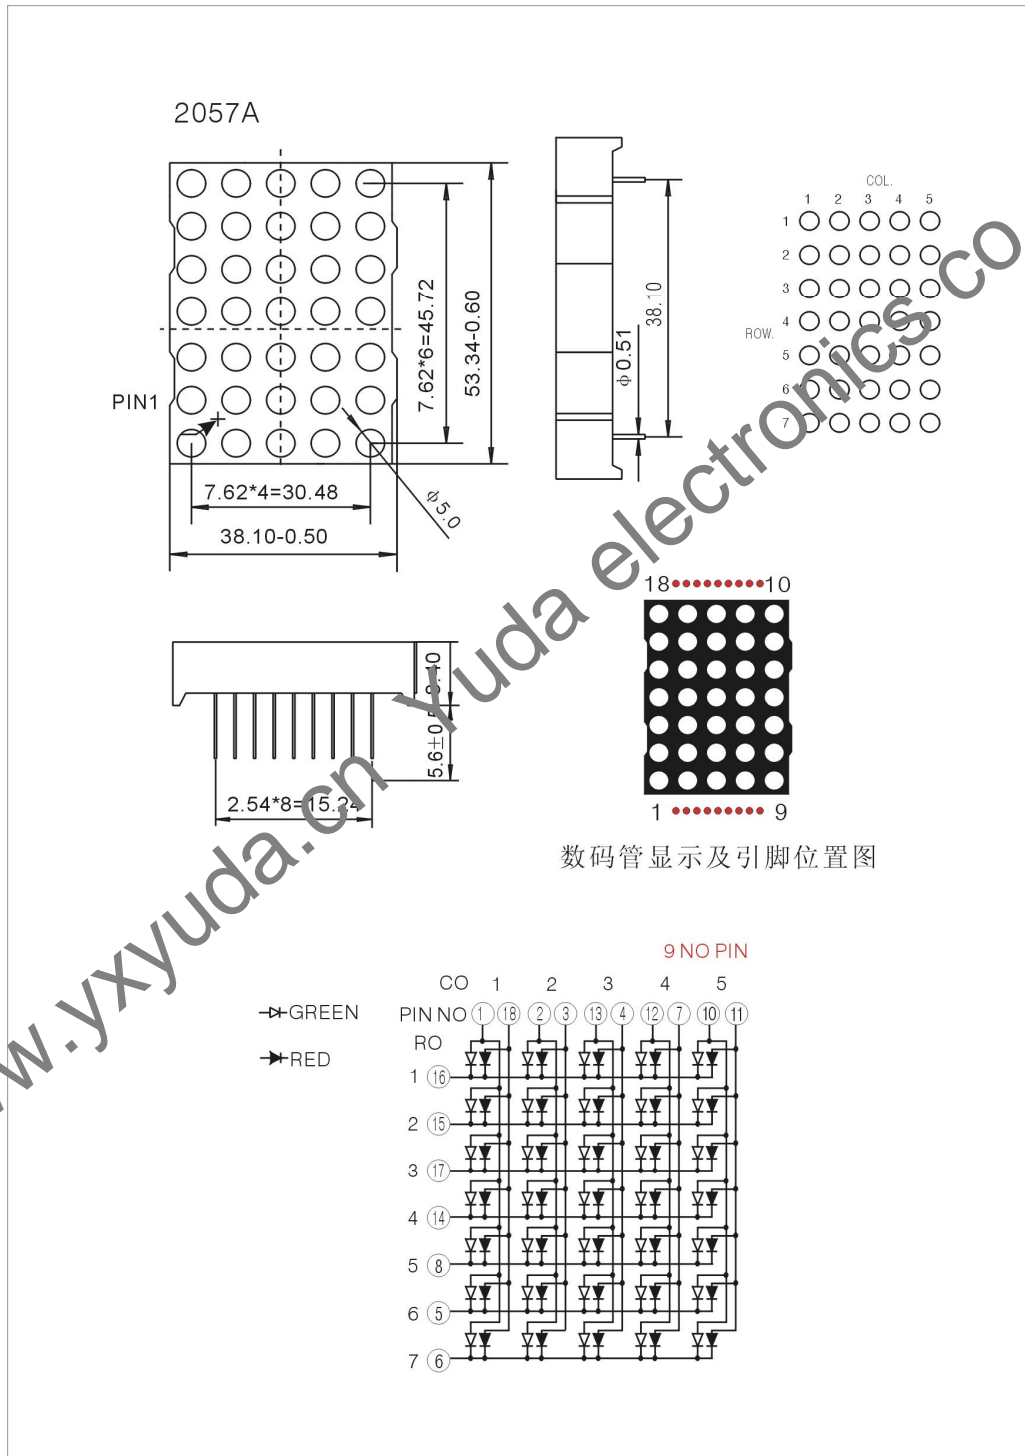 2057A
COL.
1 2 3 4 5
1
2
3
4
ROW.
5
6
7
PIN1
7.62*6=45.72
53.34-0.60
38.10
φ0.51
7.62*4=30.48
φ5.0
38.10-0.50
18 10
5.6±0
2.54*8=15.24
1 9
数码管显示及引脚位置图
9 NO PIN
CO 1 2 3 4 5
GREEN
PIN NO 1 18 2 3 13 4 12 7 10 11
RO
RED
1 16
2 15
3 17
4 14
5 8
6 5
7 6
w.yxyuda.cn Yuda electronics co